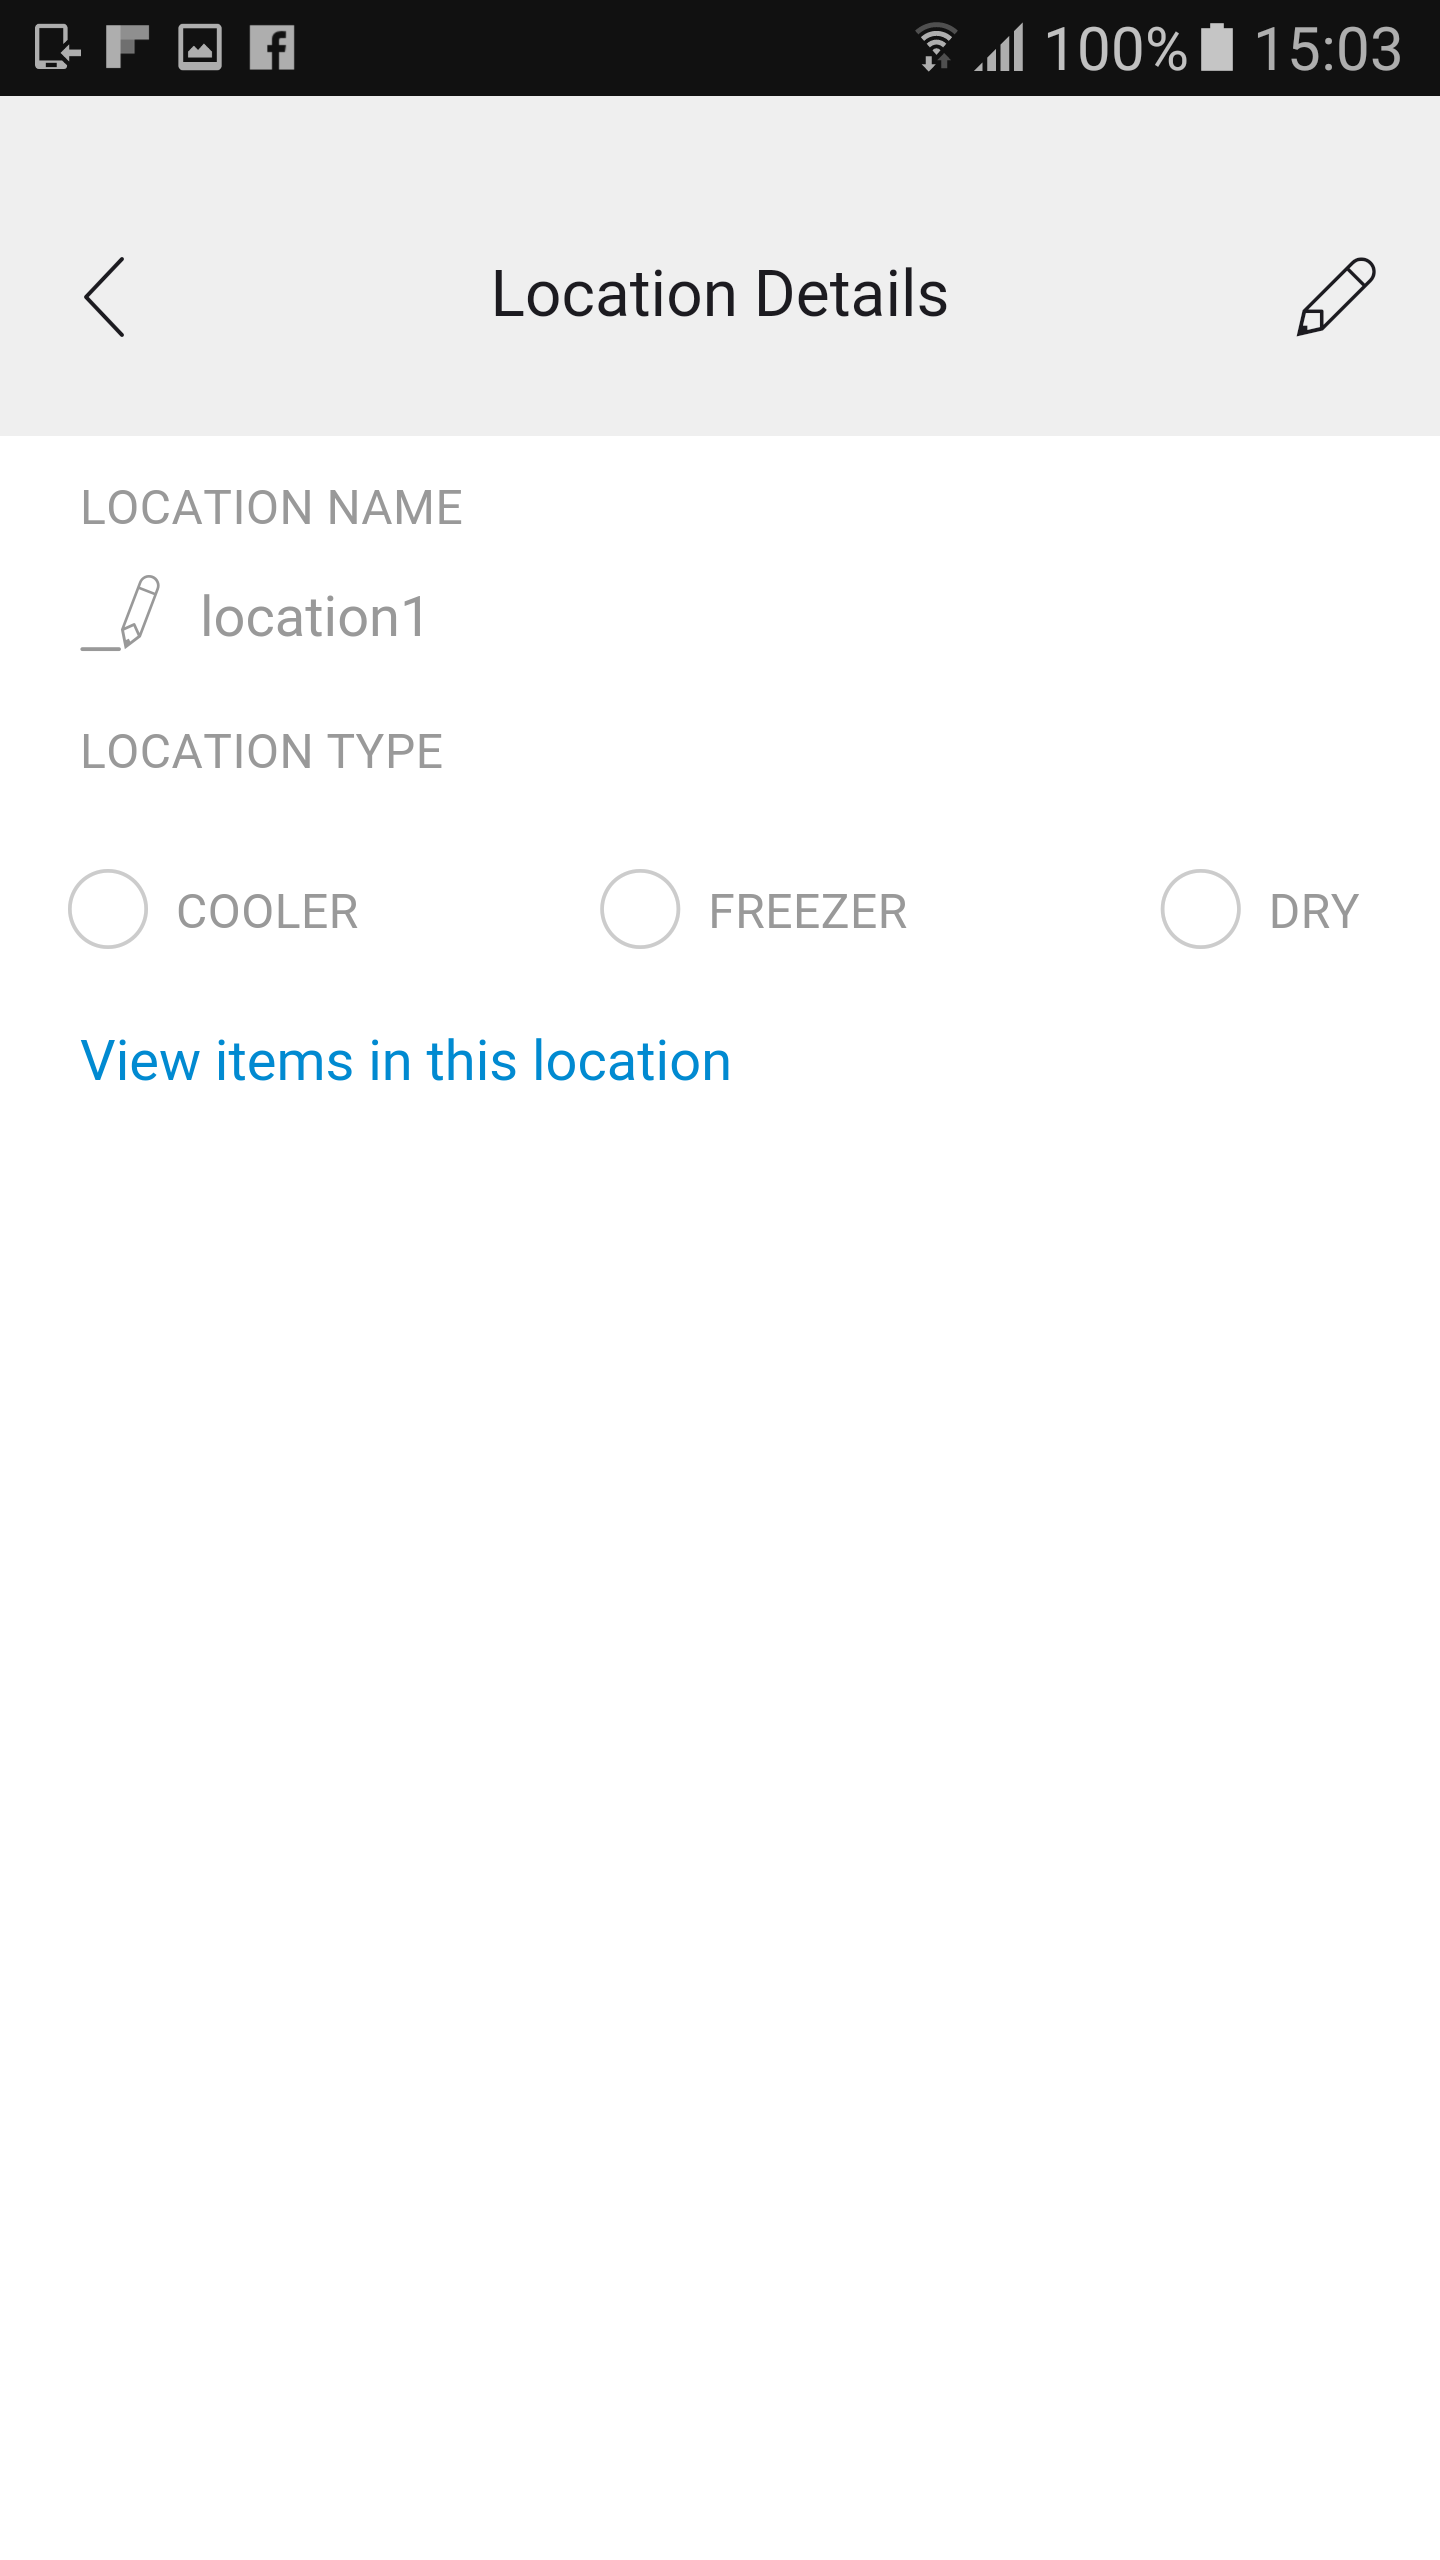 100% 15:03
Location Details
LOCATION NAME
location1
LOCATION TYPE
COOLER FREEZER DRY
View items in this location